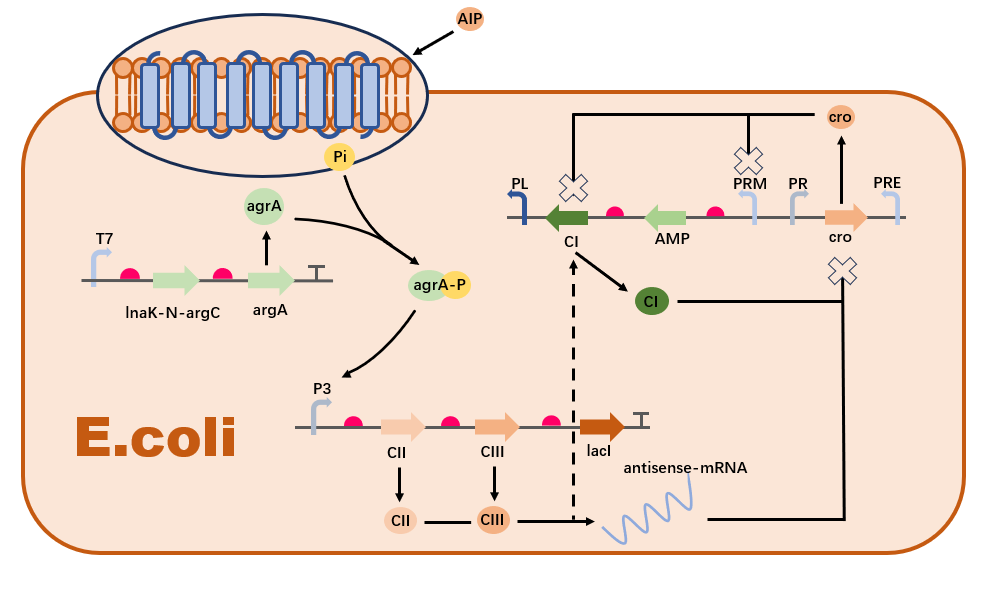 AIP
Pi
cro
agrA
PL
PRM
PR
PRE
T7
CI
AMP
cro
agrA-P
CI
lnaK-N-argC
argA
P3
E.coli
CII
CIII
lacI
antisense-mRNA
CII
CIII